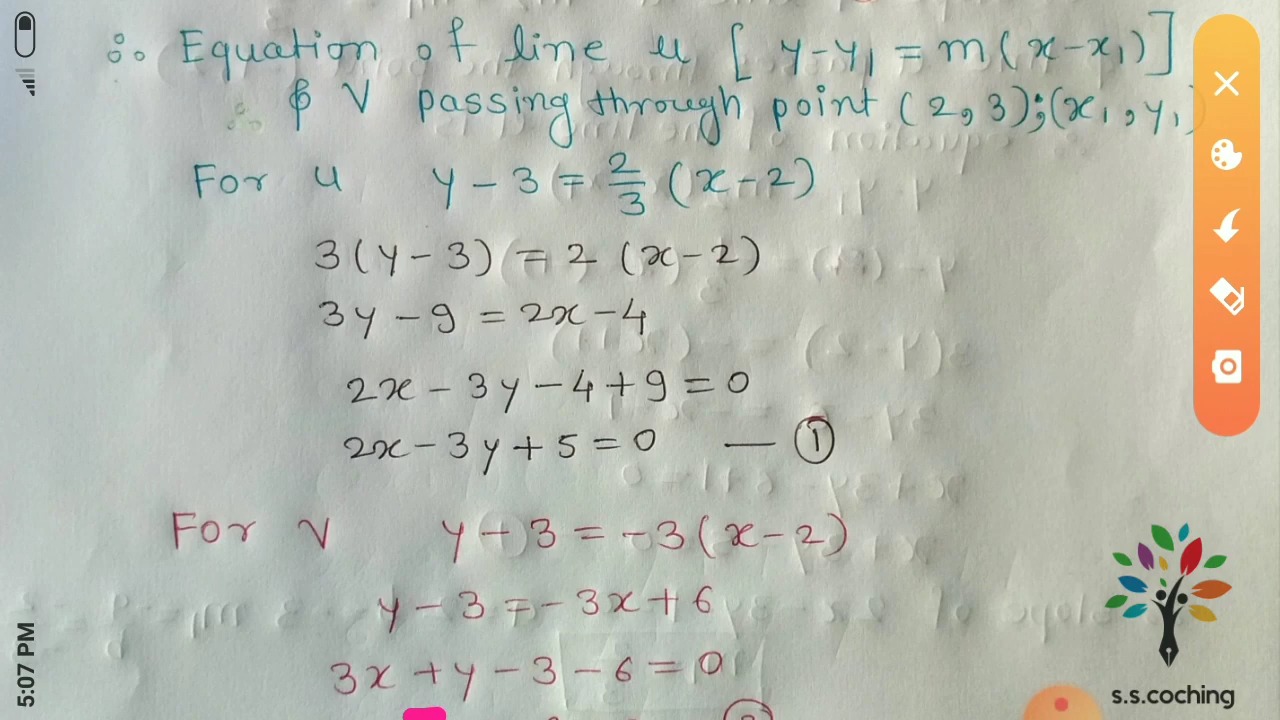 ∴ Equation of line u [ y-y₁ = m(x-x₁)]
& V passing through point (2,3);(x₁,y₁)
For u y-3 = 2/3 (x-2)
3(y-3) = 2 (x-2)
3y-9 = 2x-4
2x-3y-4+9=0
2x-3y+5=0 — ①
For v y-3 = -3(x-2)
y-3 = -3x+6
3x+y-3-6=0
5:07 PM
s.s.coching